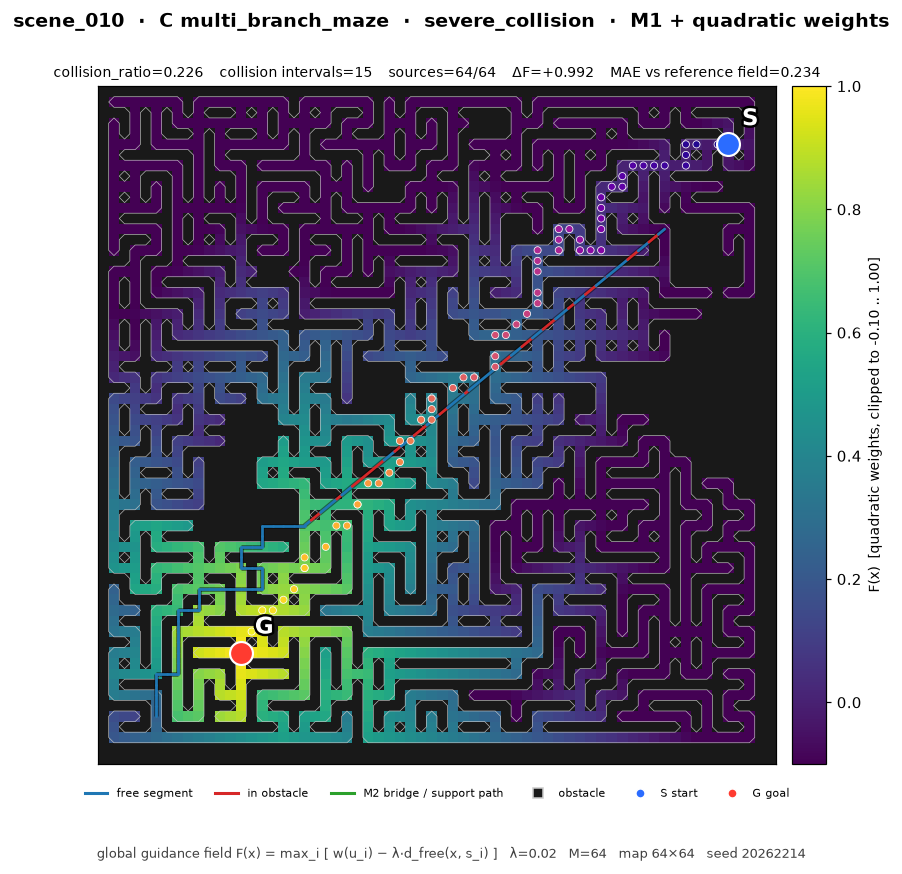 scene_010 · C multi_branch_maze · severe_collision · M1 + quadratic weights
collision_ratio=0.226 collision intervals=15 sources=64/64 ΔF=+0.992 MAE vs reference field=0.234
S
G
1.0
0.8
0.6
0.4
0.2
0.0
F(x) [quadratic weights, clipped to -0.10 .. 1.00]
free segment
in obstacle
M2 bridge / support path
obstacle
S start
G goal
global guidance field F(x) = max_i [ w(u_i) − λ·d_free(x, s_i) ] λ=0.02 M=64 map 64×64 seed 20262214